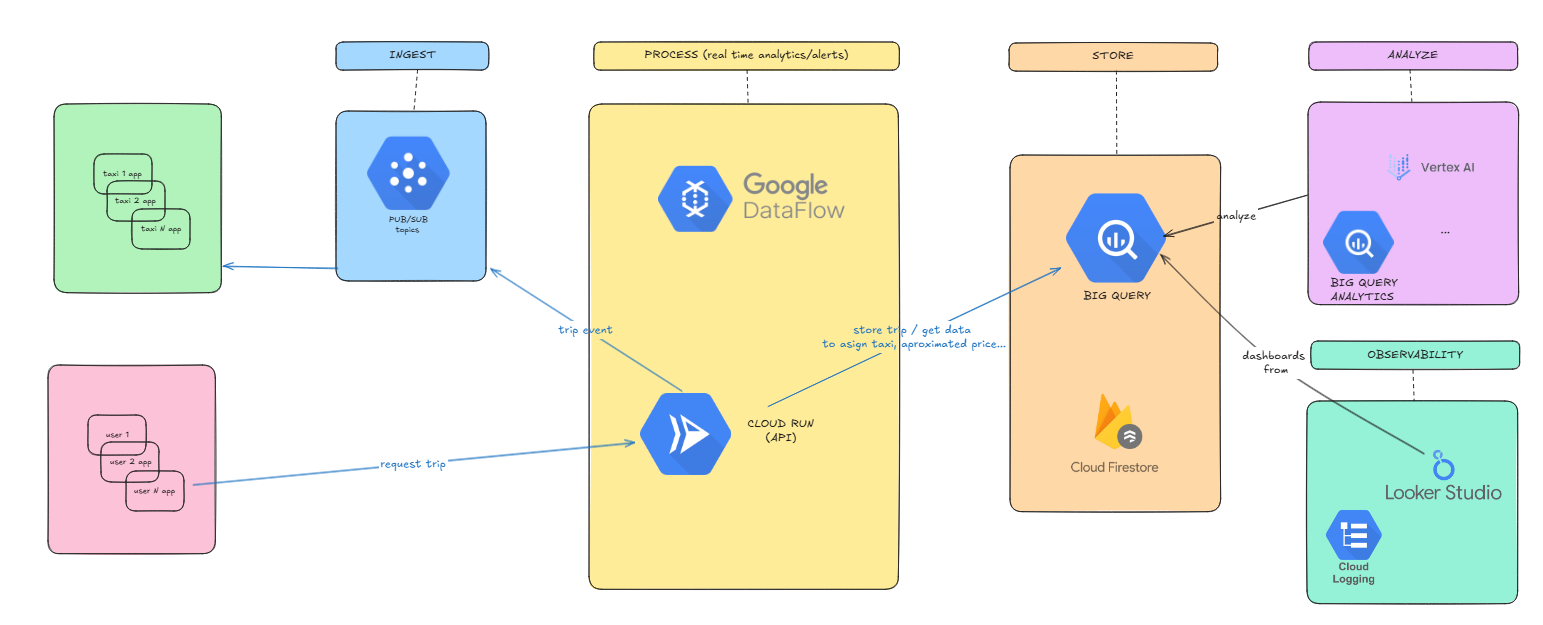 INGEST
PROCESS (real time analytics/alerts)
STORE
ANALYZE
taxi 1 app
taxi 2 app
taxi N app
PUB/SUB
topics
Google
DataFlow
BIG QUERY
analyze
Vertex AI
...
BIG QUERY
ANALYTICS
trip event
store trip / get data
to asign taxi, aproximated price...
dashboards
from
OBSERVABILITY
user 1
user 2 app
user N app
request trip
CLOUD RUN
(API)
Cloud Firestore
Looker Studio
Cloud
Logging